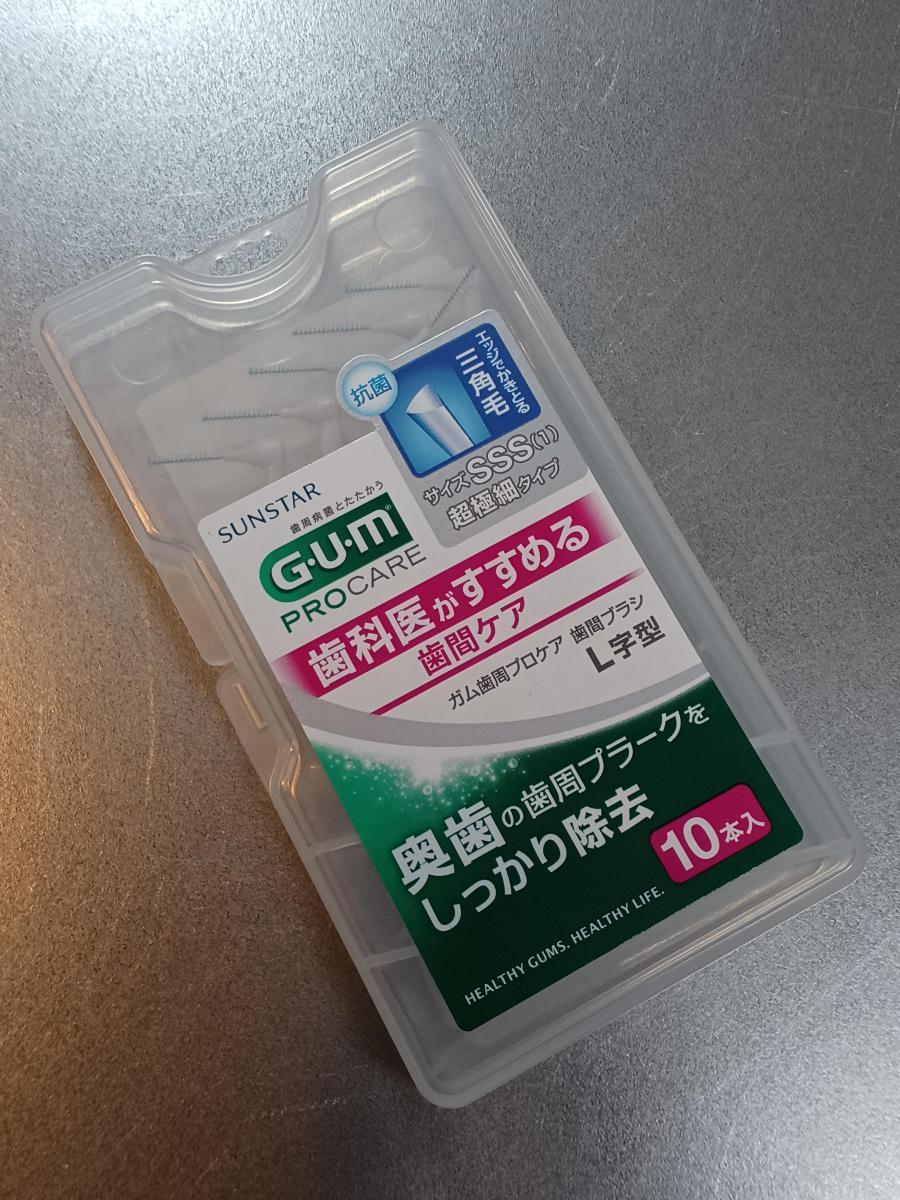 抗菌
エッジでかきとる
三角毛
サイズSSS(1)
超極細タイプ
SUNSTAR
歯周病菌とたたかう
G・U・M®
PROCARE
歯科医がすすめる
歯間ケア
ガム歯周プロケア 歯間ブラシ
L字型
奥歯の歯周プラークを
しっかり除去
10本入
HEALTHY GUMS. HEALTHY LIFE.